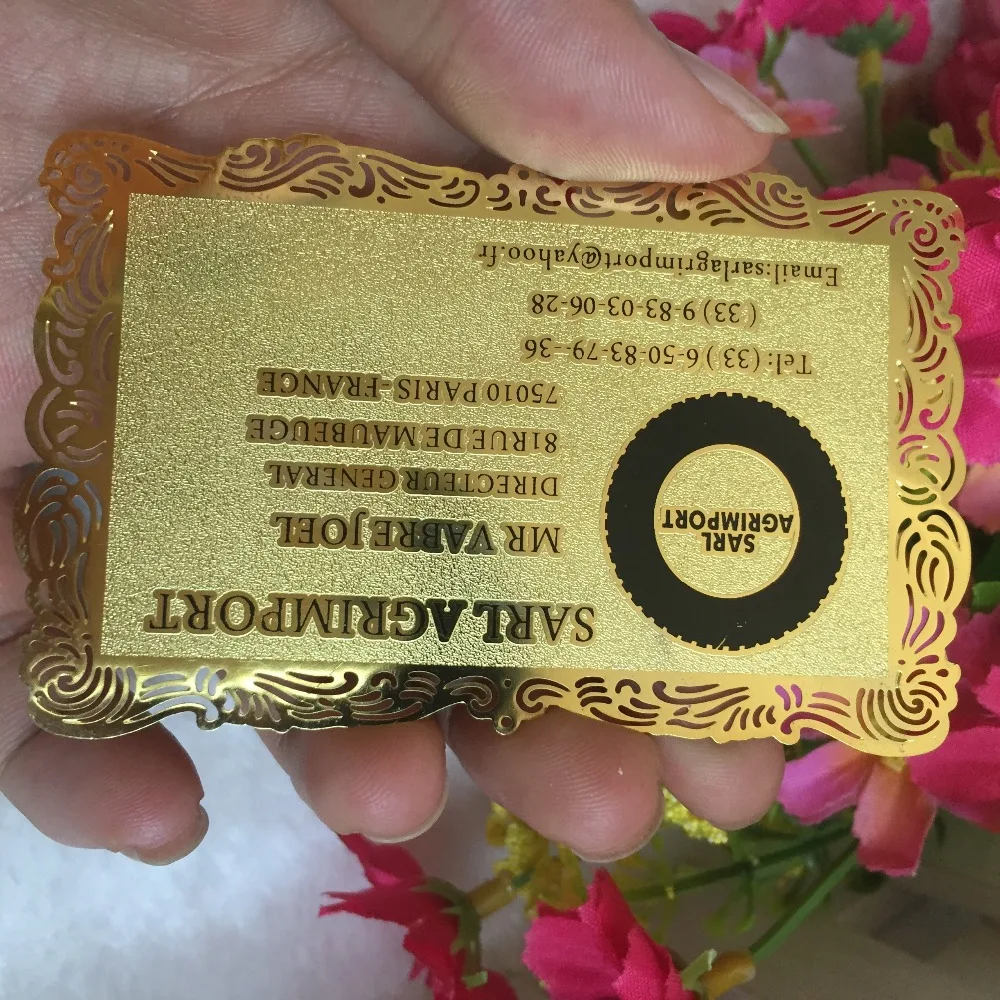 SARL AGRIMPORT
MR VABRE JOEL
DIRECTEUR GENERAL
81RUE DE MAUBEUGE
75010 PARIS-FRANCE
SARL
AGRIMPORT
Tel: (33 ) 6-50-83-79--36
( 33) 9-83-03-06-28
Email:sarlagrimport@yahoo.fr